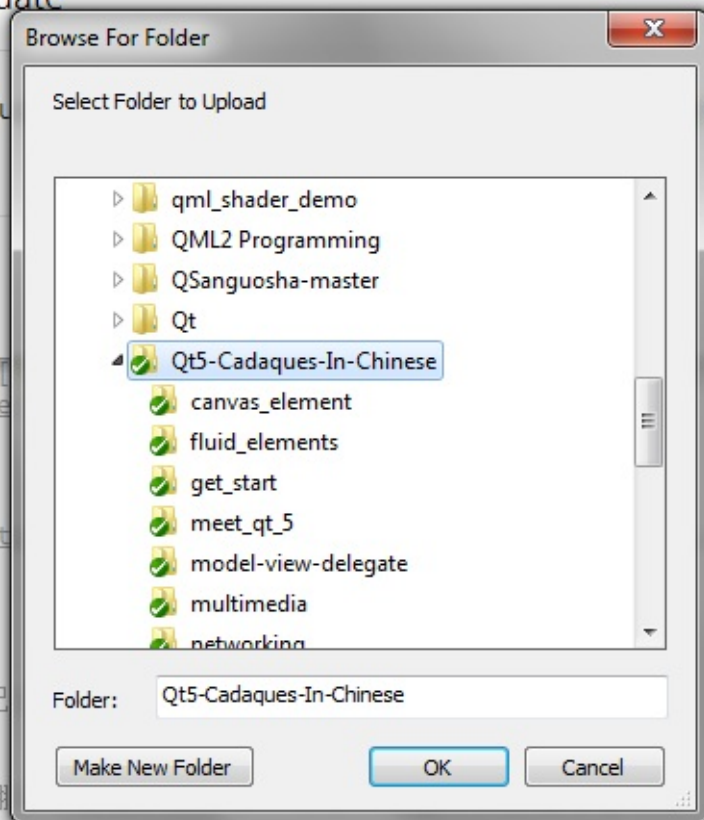 Browse For Folder
Select Folder to Upload
qml_shader_demo
QML2 Programming
QSanguosha-master
Qt
Qt5-Cadaques-In-Chinese
canvas_element
fluid_elements
get_start
meet_qt_5
model-view-delegate
multimedia
networking
Folder: Qt5-Cadaques-In-Chinese
Make New Folder OK Cancel